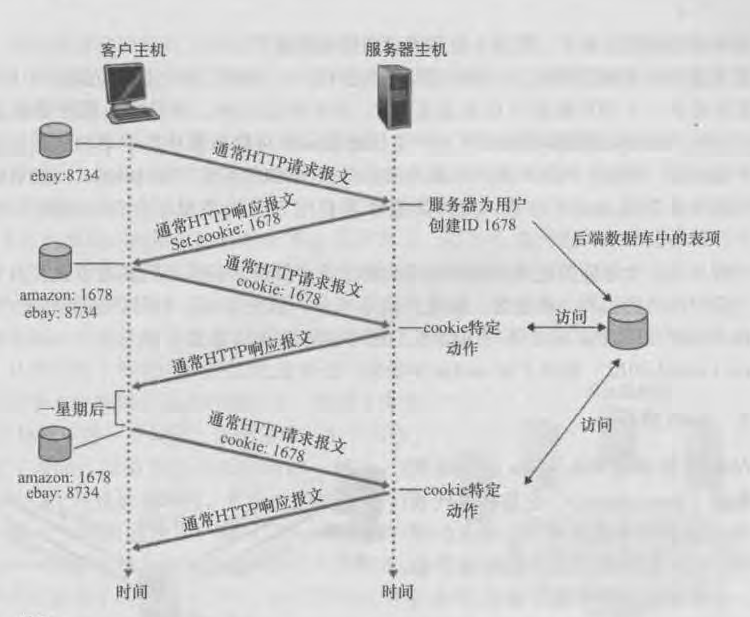 客户主机
服务器主机
ebay:8734
通常HTTP请求报文
通常HTTP响应报文
Set-cookie: 1678
服务器为用户
创建ID 1678
后端数据库中的表项
amazon: 1678
ebay: 8734
通常HTTP请求报文
cookie: 1678
cookie特定
动作
访问
通常HTTP响应报文
一星期后
访问
通常HTTP请求报文
cookie: 1678
amazon: 1678
ebay: 8734
cookie特定
动作
通常HTTP响应报文
时间
时间